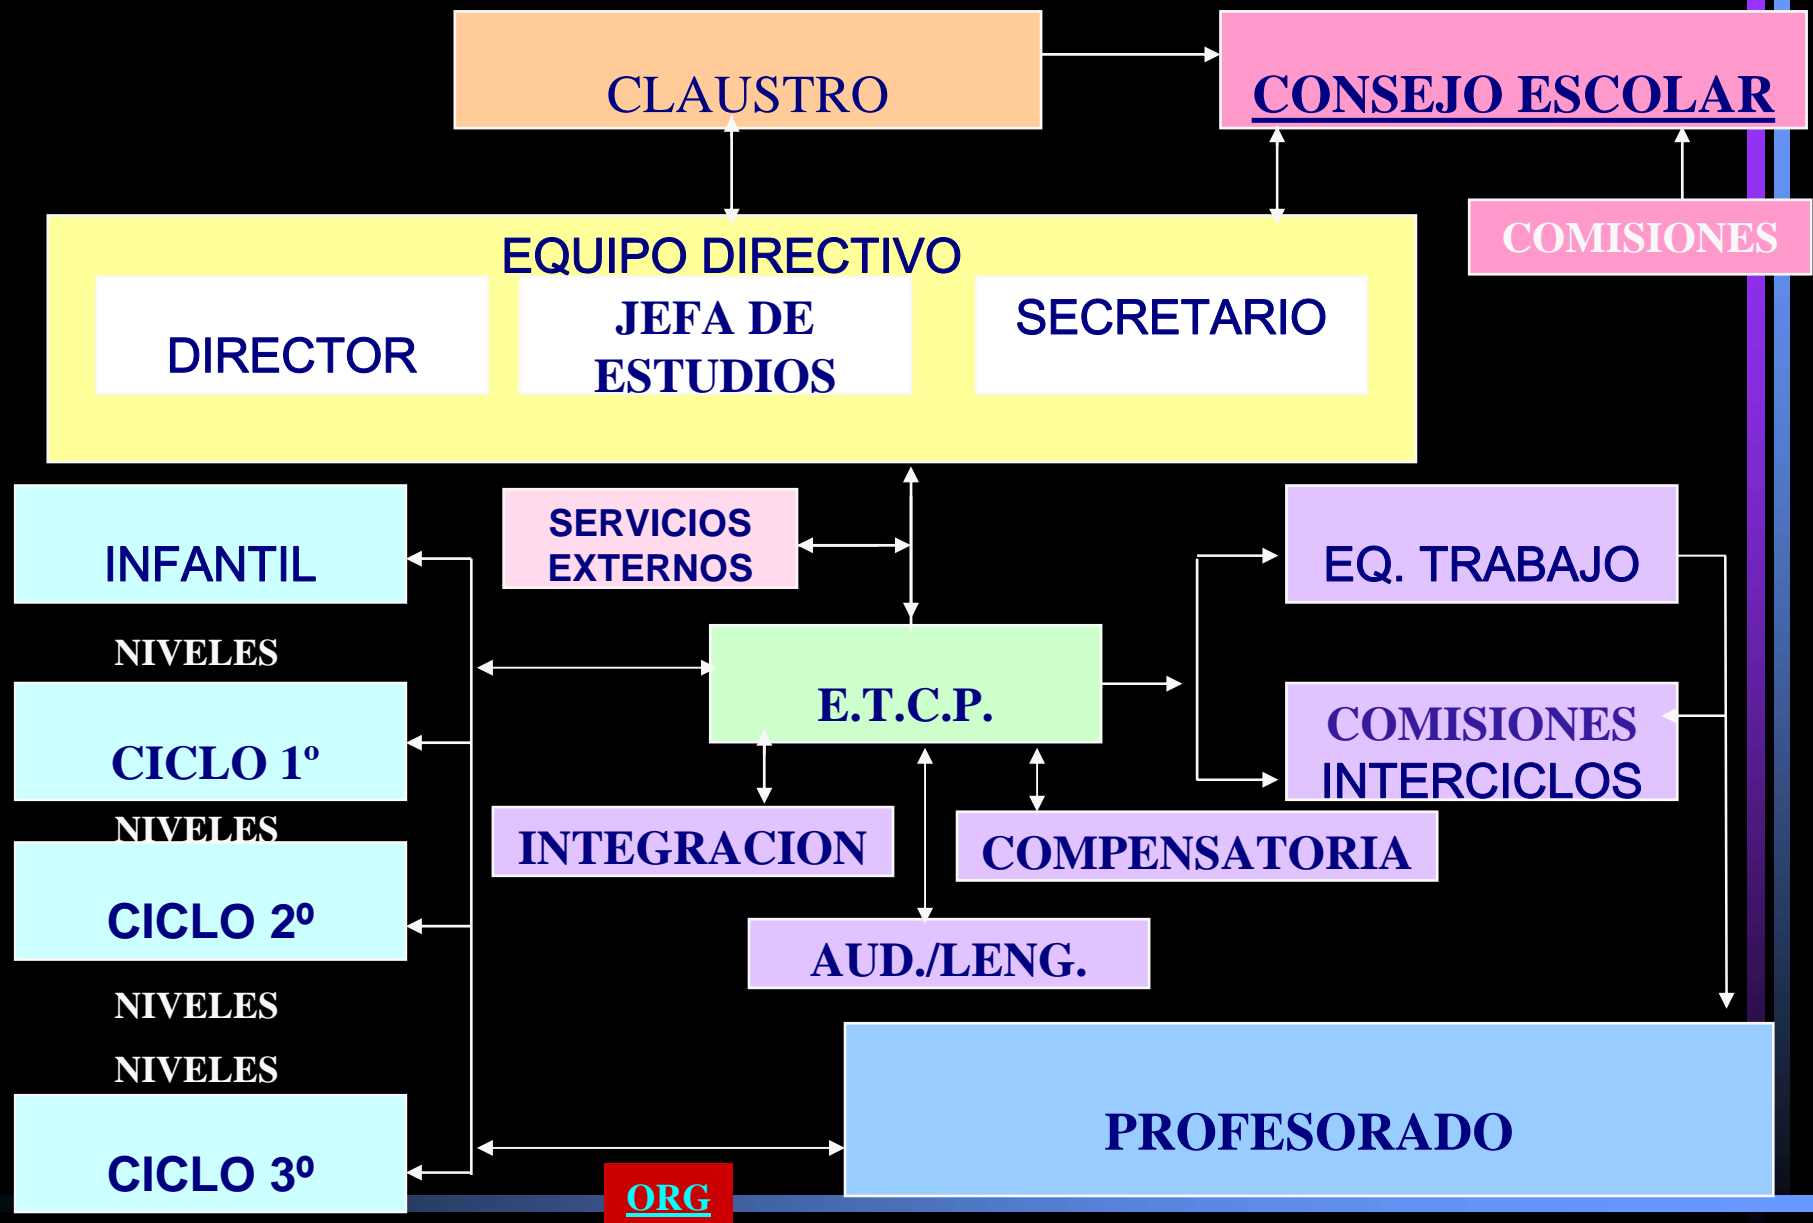 CLAUSTRO
CONSEJO ESCOLAR
COMISIONES
EQUIPO DIRECTIVO
DIRECTOR
JEFA DE
ESTUDIOS
SECRETARIO
INFANTIL
SERVICIOS
EXTERNOS
EQ. TRABAJO
NIVELES
E.T.C.P.
CICLO 1º
COMISIONES
INTERCICLOS
NIVELES
INTEGRACION
COMPENSATORIA
CICLO 2º
AUD./LENG.
NIVELES
NIVELES
CICLO 3º
PROFESORADO
ORG